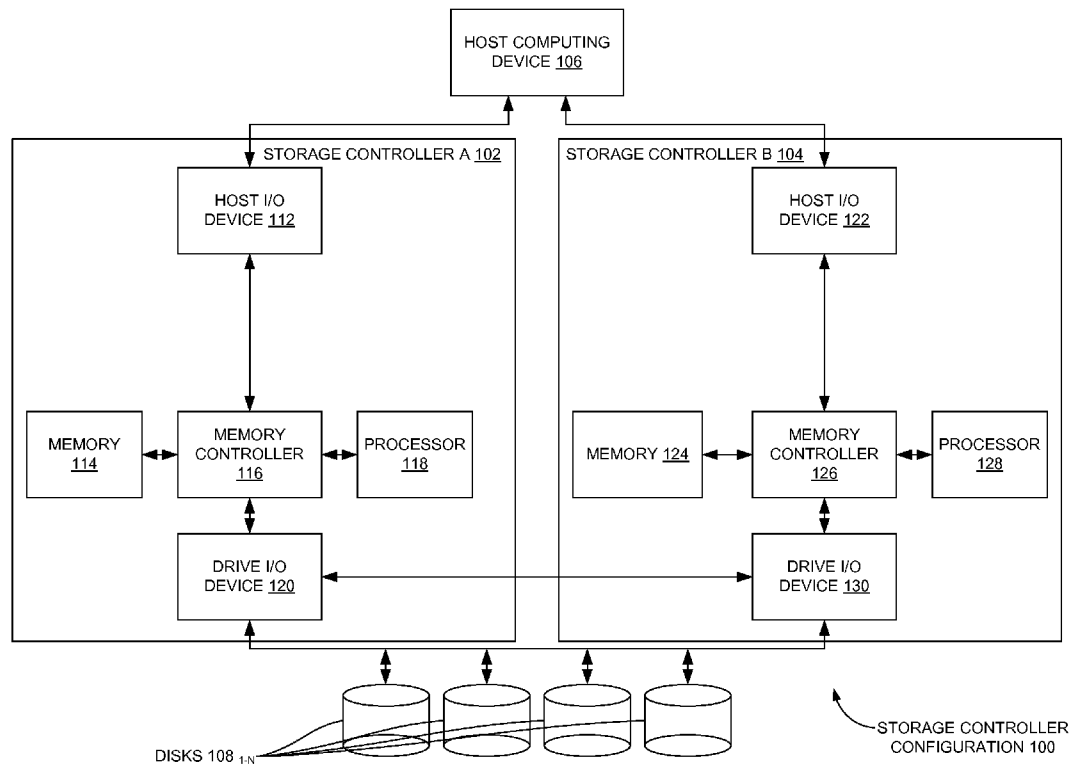 HOST COMPUTING
DEVICE 106
STORAGE CONTROLLER A 102
STORAGE CONTROLLER B 104
HOST I/O
DEVICE 112
HOST I/O
DEVICE 122
MEMORY
114
MEMORY
CONTROLLER
116
PROCESSOR
118
MEMORY 124
MEMORY
CONTROLLER
126
PROCESSOR
128
DRIVE I/O
DEVICE 120
DRIVE I/O
DEVICE 130
DISKS 108 1-N
STORAGE CONTROLLER
CONFIGURATION 100